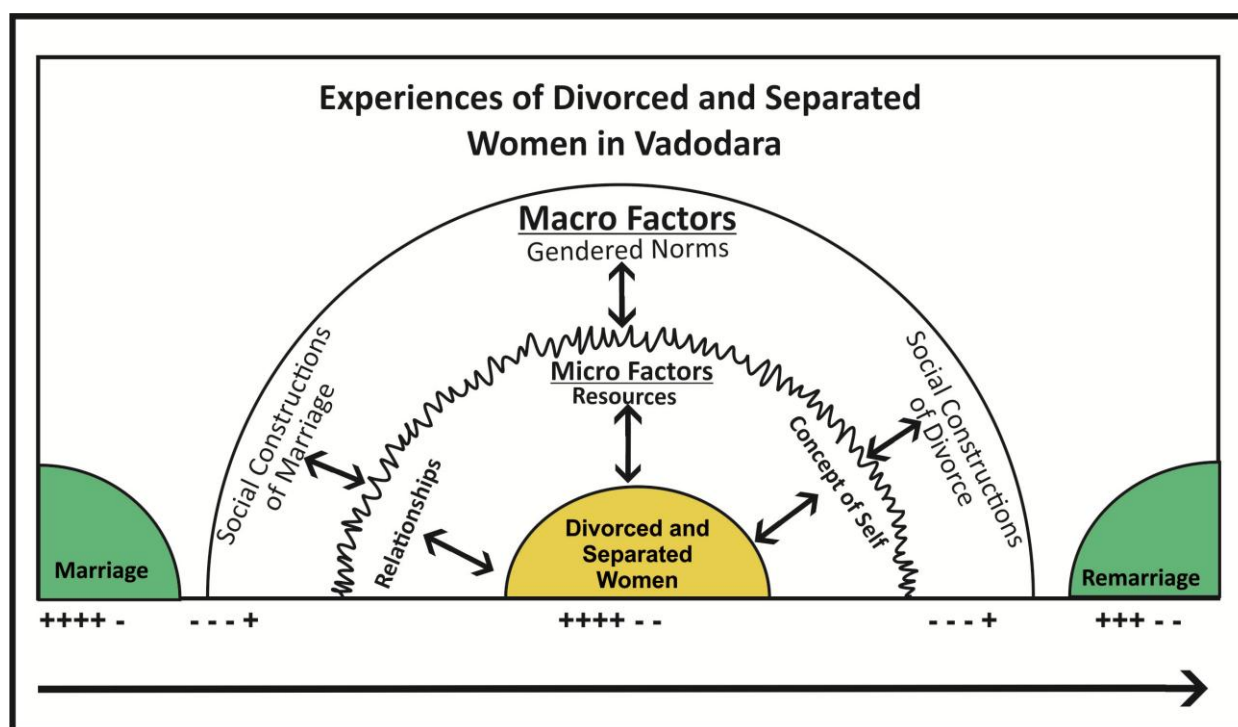 Experiences of Divorced and Separated
Women in Vadodara
Macro Factors
Gendered Norms
Social Constructions
of Marriage
Micro Factors
Resources
Social Constructions
of Divorce
Relationships
Concept of Self
Marriage
Divorced and
Separated
Women
Remarriage
++++ -
- - - +
++++ - -
- - - +
+++ - -